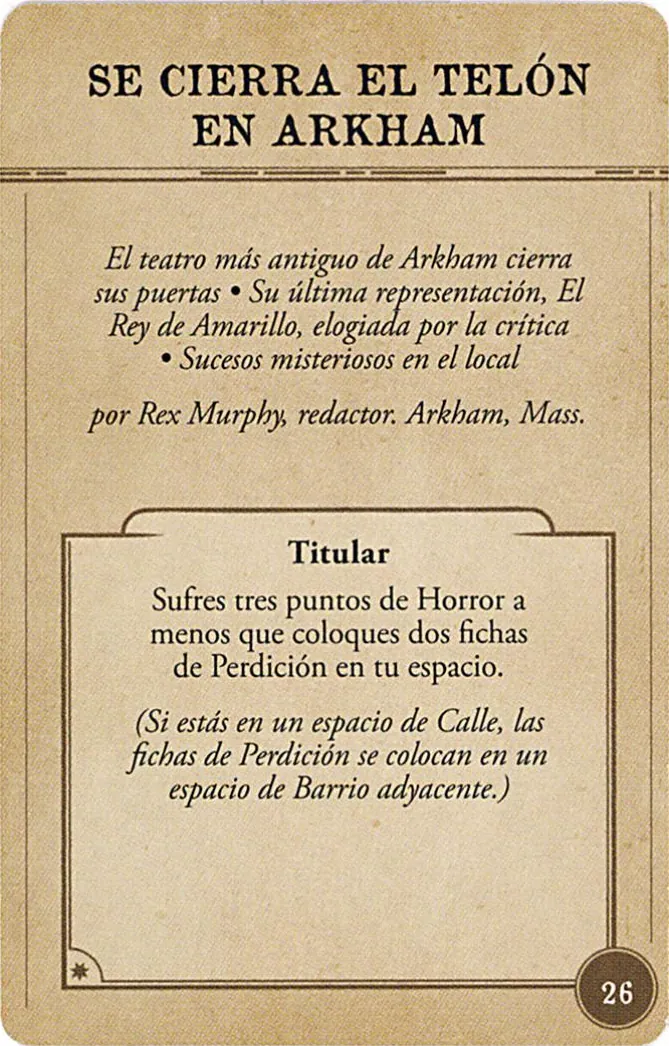 SE CIERRA EL TELÓN
EN ARKHAM
El teatro más antiguo de Arkham cierra
sus puertas • Su última representación, El
Rey de Amarillo, elogiada por la crítica
• Sucesos misteriosos en el local
por Rex Murphy, redactor. Arkham, Mass.
Titular
Sufres tres puntos de Horror a
menos que coloques dos fichas
de Perdición en tu espacio.
(Si estás en un espacio de Calle, las
fichas de Perdición se colocan en un
espacio de Barrio adyacente.)
26